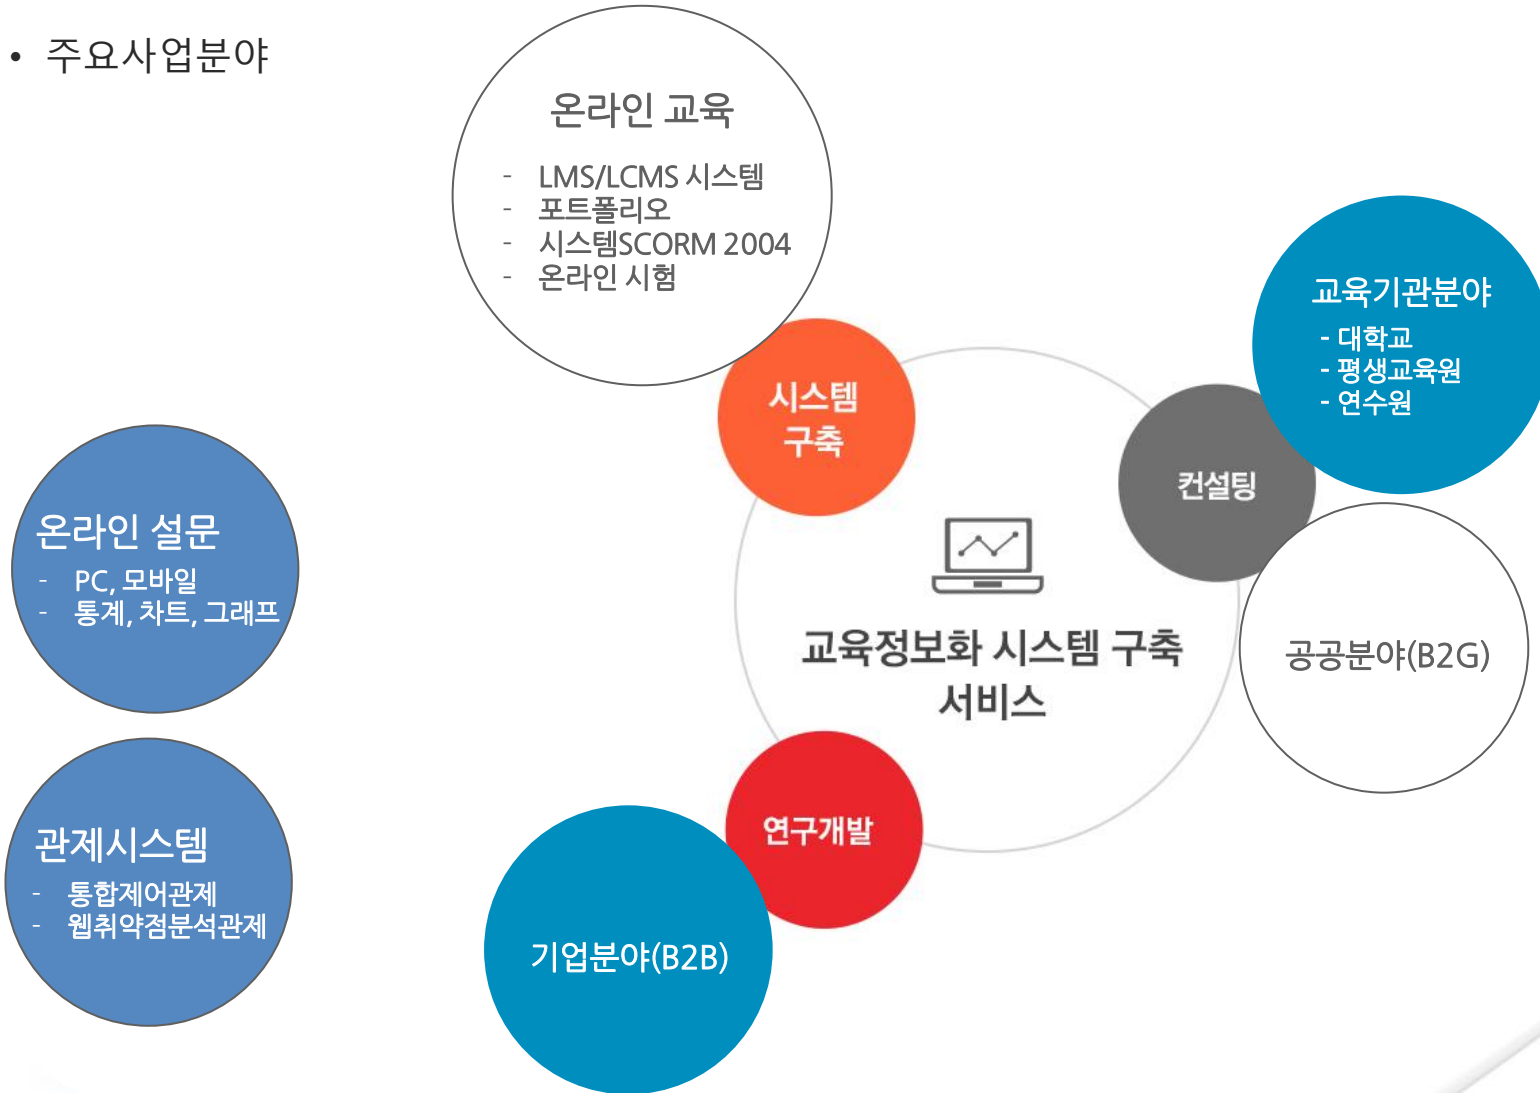 • 주요사업분야
온라인 교육
- LMS/LCMS 시스템
- 포트폴리오
- 시스템SCORM 2004
- 온라인 시험
교육기관분야
- 대학교
- 평생교육원
- 연수원
시스템
구축
컨설팅
온라인 설문
- PC, 모바일
- 통계, 차트, 그래프
교육정보화 시스템 구축
서비스
공공분야(B2G)
관제시스템
- 통합제어관제
- 웹취약점분석관제
연구개발
기업분야(B2B)